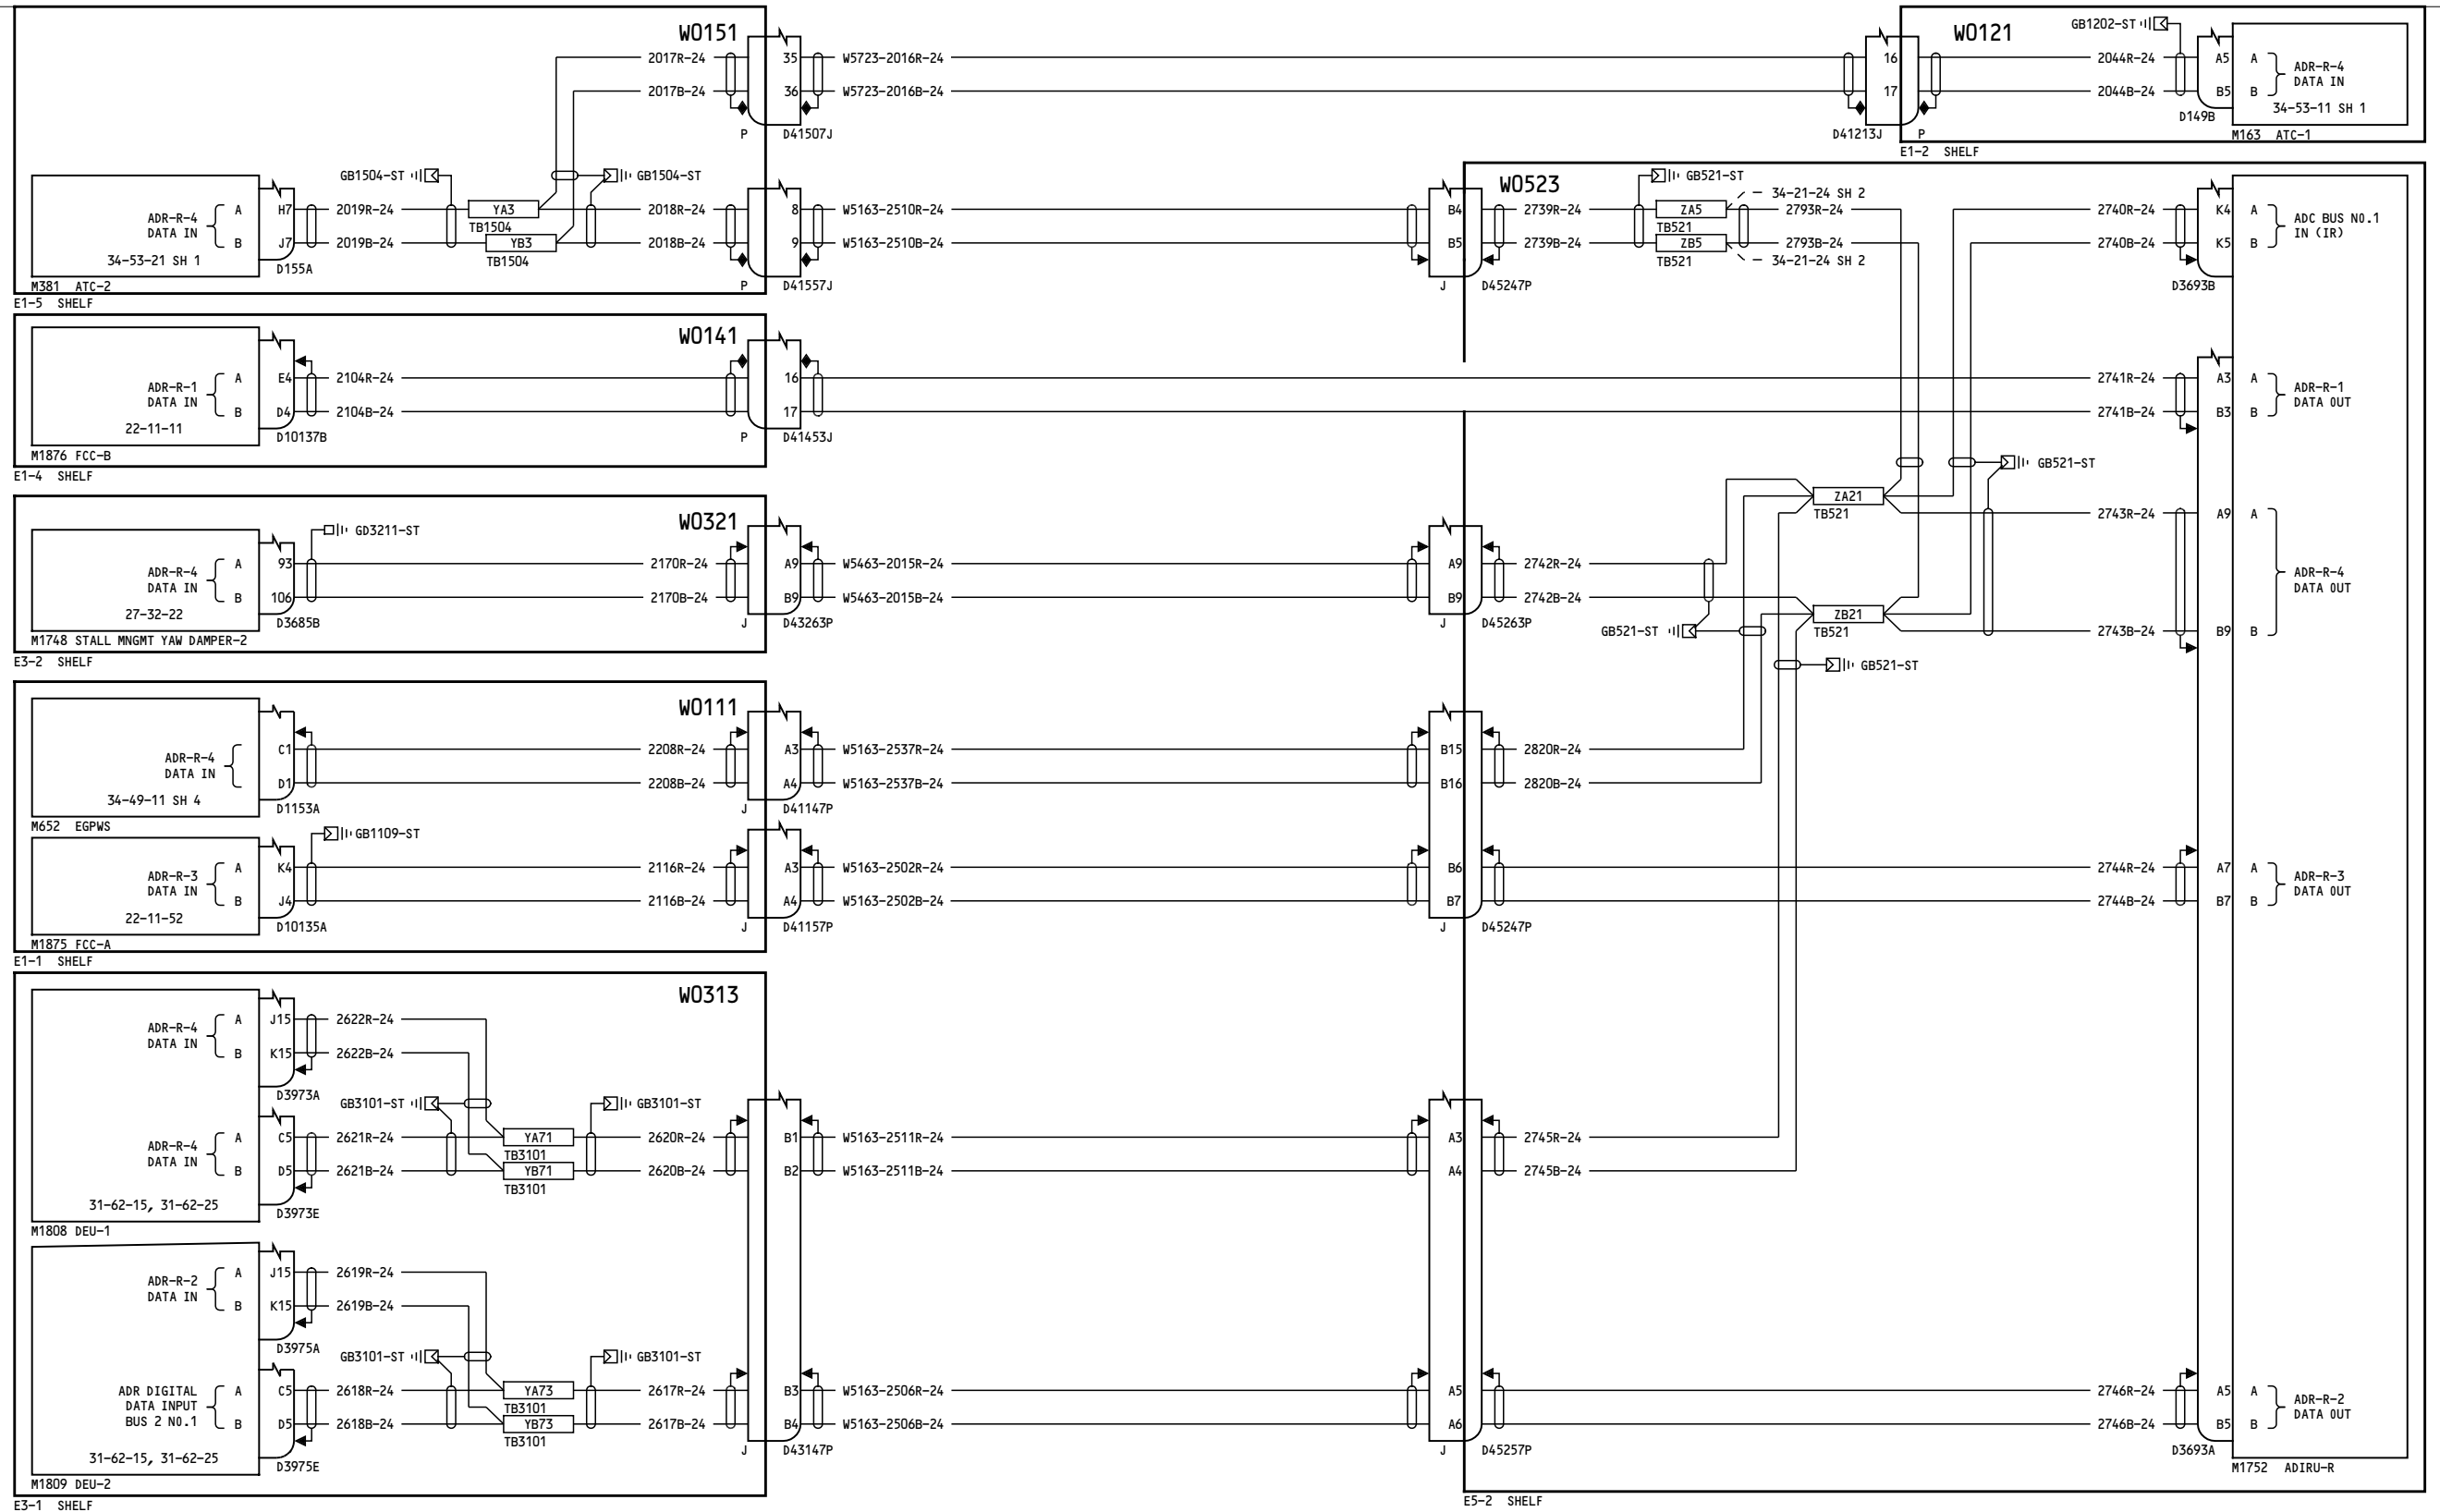 W0151
2017R-24
35
W5723-2016R-24
2017B-24
36
W5723-2016B-24
P
D41507J
GB1202-ST
W0121
16
2044R-24
A5
A
ADR-R-4
DATA IN
17
2044B-24
B5
B
34-53-11 SH 1
D41213J
P
D149B
M163 ATC-1
E1-2 SHELF
GB1504-ST
GB1504-ST
ADR-R-4
DATA IN
A
H7
2019R-24
YA3
TB1504
2018R-24
8
W5163-2510R-24
B
J7
2019B-24
YB3
TB1504
2018B-24
9
W5163-2510B-24
34-53-21 SH 1
D155A
P
D41557J
M381 ATC-2
E1-5 SHELF
W0523
GB521-ST
34-21-24 SH 2
B4
2739R-24
ZA5
TB521
2793R-24
2740R-24
K4
A
ADC BUS NO.1
IN (IR)
B5
2739B-24
ZB5
TB521
2793B-24
34-21-24 SH 2
2740B-24
K5
B
J
D45247P
D3693B
W0141
ADR-R-1
DATA IN
A
E4
2104R-24
16
2741R-24
A3
A
ADR-R-1
DATA OUT
B
D4
2104B-24
17
2741B-24
B3
B
22-11-11
D10137B
P
D41453J
M1876 FCC-B
E1-4 SHELF
GB521-ST
ZA21
TB521
2743R-24
A9
A
W0321
GD3211-ST
ADR-R-4
DATA IN
A
93
2170R-24
A9
W5463-2015R-24
A9
2742R-24
ADR-R-4
DATA OUT
B
106
2170B-24
B9
W5463-2015B-24
B9
2742B-24
ZB21
TB521
2743B-24
B9
B
27-32-22
D3685B
J
D43263P
J
D45263P
GB521-ST
GB521-ST
M1748 STALL MNGMT YAW DAMPER-2
E3-2 SHELF
W0111
ADR-R-4
DATA IN
C1
2208R-24
A3
W5163-2537R-24
B15
2820R-24
D1
2208B-24
A4
W5163-2537B-24
B16
2820B-24
34-49-11 SH 4
D1153A
J
D41147P
M652 EGPWS
GB1109-ST
ADR-R-3
DATA IN
A
K4
2116R-24
A3
W5163-2502R-24
B6
2744R-24
A7
A
ADR-R-3
DATA OUT
B
J4
2116B-24
A4
W5163-2502B-24
B7
2744B-24
B7
B
22-11-52
D10135A
J
D41157P
J
D45247P
M1875 FCC-A
E1-1 SHELF
W0313
ADR-R-4
DATA IN
A
J15
2622R-24
B
K15
2622B-24
D3973A
GB3101-ST
GB3101-ST
ADR-R-4
DATA IN
A
C5
2621R-24
YA71
TB3101
2620R-24
B1
W5163-2511R-24
A3
2745R-24
B
D5
2621B-24
YB71
TB3101
2620B-24
B2
W5163-2511B-24
A4
2745B-24
31-62-15, 31-62-25
D3973E
M1808 DEU-1
ADR-R-2
DATA IN
A
J15
2619R-24
B
K15
2619B-24
D3975A
GB3101-ST
GB3101-ST
ADR DIGITAL
DATA INPUT
BUS 2 NO.1
A
C5
2618R-24
YA73
TB3101
2617R-24
B3
W5163-2506R-24
A5
2746R-24
A5
A
ADR-R-2
DATA OUT
B
D5
2618B-24
YB73
TB3101
2617B-24
B4
W5163-2506B-24
A6
2746B-24
B5
B
31-62-15, 31-62-25
D3975E
J
D43147P
J
D45257P
D3693A
M1809 DEU-2
M1752 ADIRU-R
E3-1 SHELF
E5-2 SHELF